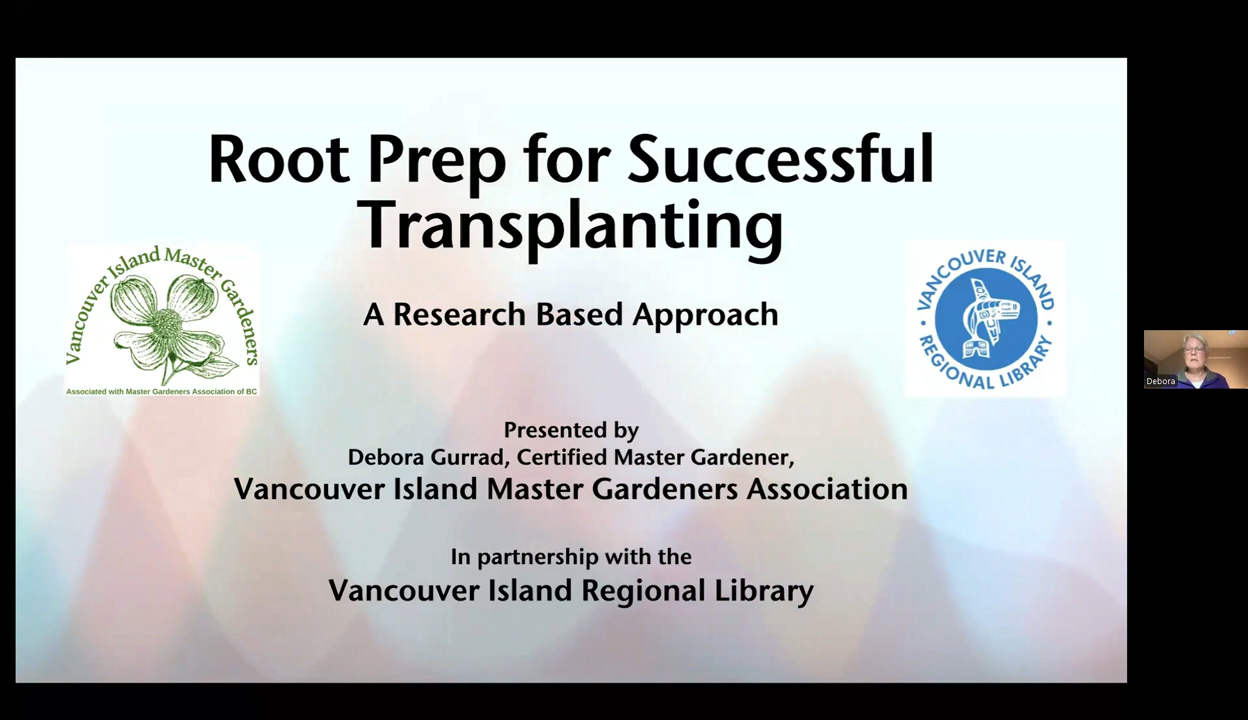 Root Prep for Successful
Transplanting
Vancouver Island Master Gardeners
Associated with Master Gardeners Association of BC
A Research Based Approach
VANCOUVER ISLAND
REGIONAL LIBRARY
Debora
Presented by
Debora Gurrad, Certified Master Gardener,
Vancouver Island Master Gardeners Association
In partnership with the
Vancouver Island Regional Library